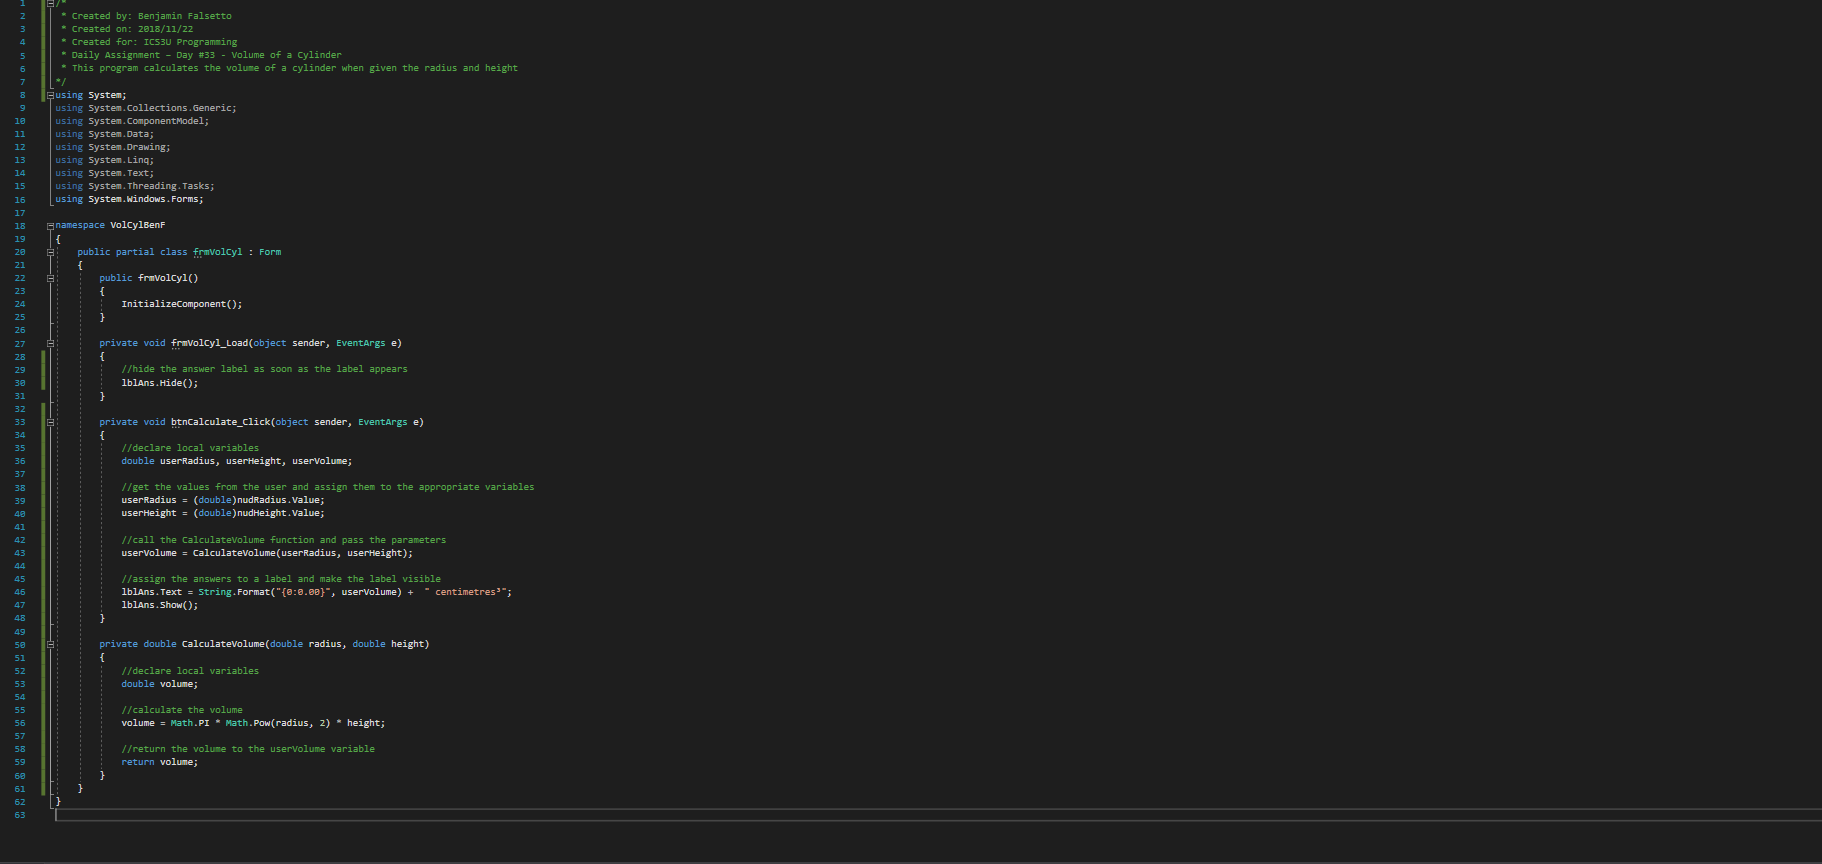 1 /*
2 * Created by: Benjamin Falsetto
3 * Created on: 2018/11/22
4 * Created for: ICS3U Programming
5 * Daily Assignment – Day #33 - Volume of a Cylinder
6 * This program calculates the volume of a cylinder when given the radius and height
7 */
8 using System;
9 using System.Collections.Generic;
10 using System.ComponentModel;
11 using System.Data;
12 using System.Drawing;
13 using System.Linq;
14 using System.Text;
15 using System.Threading.Tasks;
16 using System.Windows.Forms;
17
18 namespace VolCylBenF
19 {
20 public partial class frmVolCyl : Form
21 {
22 public frmVolCyl()
23 {
24 InitializeComponent();
25 }
26
27 private void frmVolCyl_Load(object sender, EventArgs e)
28 {
29 //hide the answer label as soon as the label appears
30 lblAns.Hide();
31 }
32
33 private void btnCalculate_Click(object sender, EventArgs e)
34 {
35 //declare local variables
36 double userRadius, userHeight, userVolume;
37
38 //get the values from the user and assign them to the appropriate variables
39 userRadius = (double)nudRadius.Value;
40 userHeight = (double)nudHeight.Value;
41
42 //call the CalculateVolume function and pass the parameters
43 userVolume = CalculateVolume(userRadius, userHeight);
44
45 //assign the answers to a label and make the label visible
46 lblAns.Text = String.Format("{0:0.00}", userVolume) + " centimetres³";
47 lblAns.Show();
48 }
49
50 private double CalculateVolume(double radius, double height)
51 {
52 //declare local variables
53 double volume;
54
55 //calculate the volume
56 volume = Math.PI * Math.Pow(radius, 2) * height;
57
58 //return the volume to the userVolume variable
59 return volume;
60 }
61 }
62 }
63